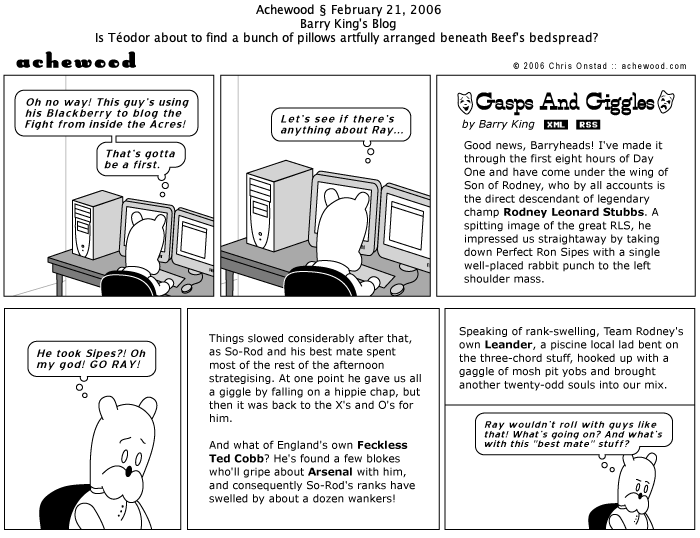 Achewood § February 21, 2006
Barry King's Blog
Is Téodor about to find a bunch of pillows artfully arranged beneath Beef's bedspread?
achewood
© 2006 Chris Onstad :: achewood.com
Oh no way! This guy's using
his Blackberry to blog the
Fight from inside the Acres!
That's gotta
be a first.
Let's see if there's
anything about Ray...
Gasps And Giggles
by Barry King XML RSS
Good news, Barryheads! I've made it
through the first eight hours of Day
One and have come under the wing of
Son of Rodney, who by all accounts is
the direct descendant of legendary
champ Rodney Leonard Stubbs. A
spitting image of the great RLS, he
impressed us straightaway by taking
down Perfect Ron Sipes with a single
well-placed rabbit punch to the left
shoulder mass.
He took Sipes?! Oh
my god! GO RAY!
Things slowed considerably after that,
as So-Rod and his best mate spent
most of the rest of the afternoon
strategising. At one point he gave us all
a giggle by falling on a hippie chap, but
then it was back to the X's and O's for
him.
And what of England's own Feckless
Ted Cobb? He's found a few blokes
who'll gripe about Arsenal with him,
and consequently So-Rod's ranks have
swelled by about a dozen wankers!
Speaking of rank-swelling, Team Rodney's
own Leander, a piscine local lad bent on
the three-chord stuff, hooked up with a
gaggle of mosh pit yobs and brought
another twenty-odd souls into our mix.
Ray wouldn't roll with guys like
that! What's going on? And what's
with this "best mate" stuff?